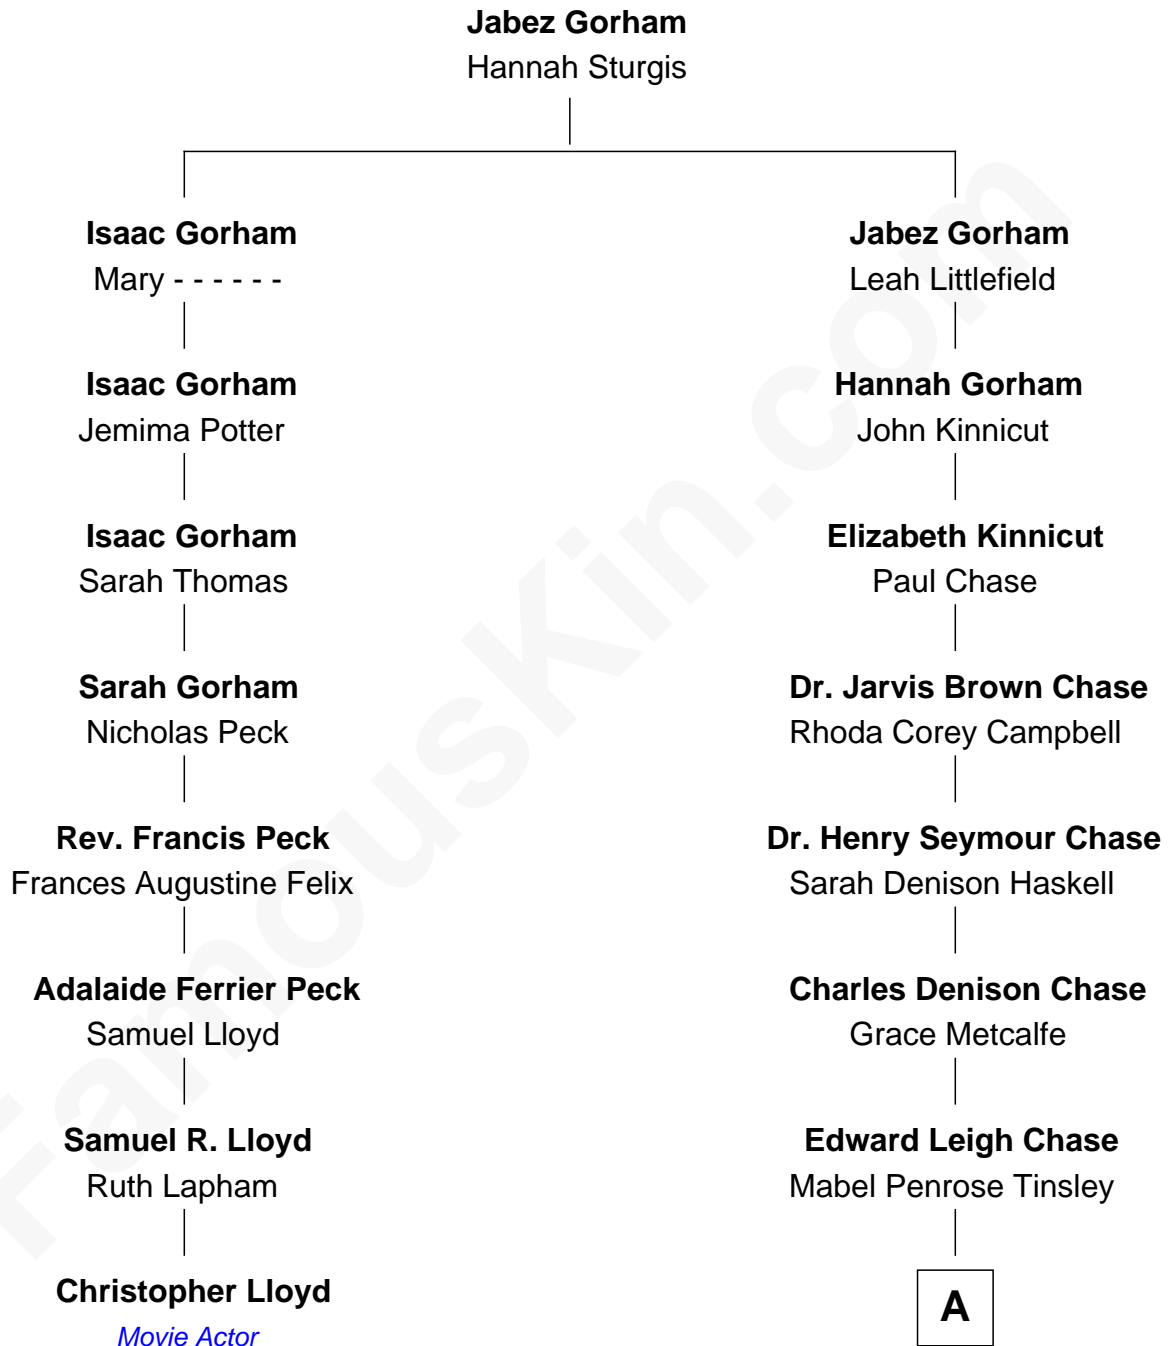 Jabez Gorham
Hannah Sturgis
Isaac Gorham
Mary - - - - - -
Jabez Gorham
Leah Littlefield
Isaac Gorham
Jemima Potter
Hannah Gorham
John Kinnicut
Isaac Gorham
Sarah Thomas
Elizabeth Kinnicut
Paul Chase
Sarah Gorham
Nicholas Peck
Dr. Jarvis Brown Chase
Rhoda Corey Campbell
Rev. Francis Peck
Frances Augustine Felix
Dr. Henry Seymour Chase
Sarah Denison Haskell
Adalaide Ferrier Peck
Samuel Lloyd
Charles Denison Chase
Grace Metcalfe
Samuel R. Lloyd
Ruth Lapham
Edward Leigh Chase
Mabel Penrose Tinsley
Christopher Lloyd
Movie Actor
A
FamousKin.com